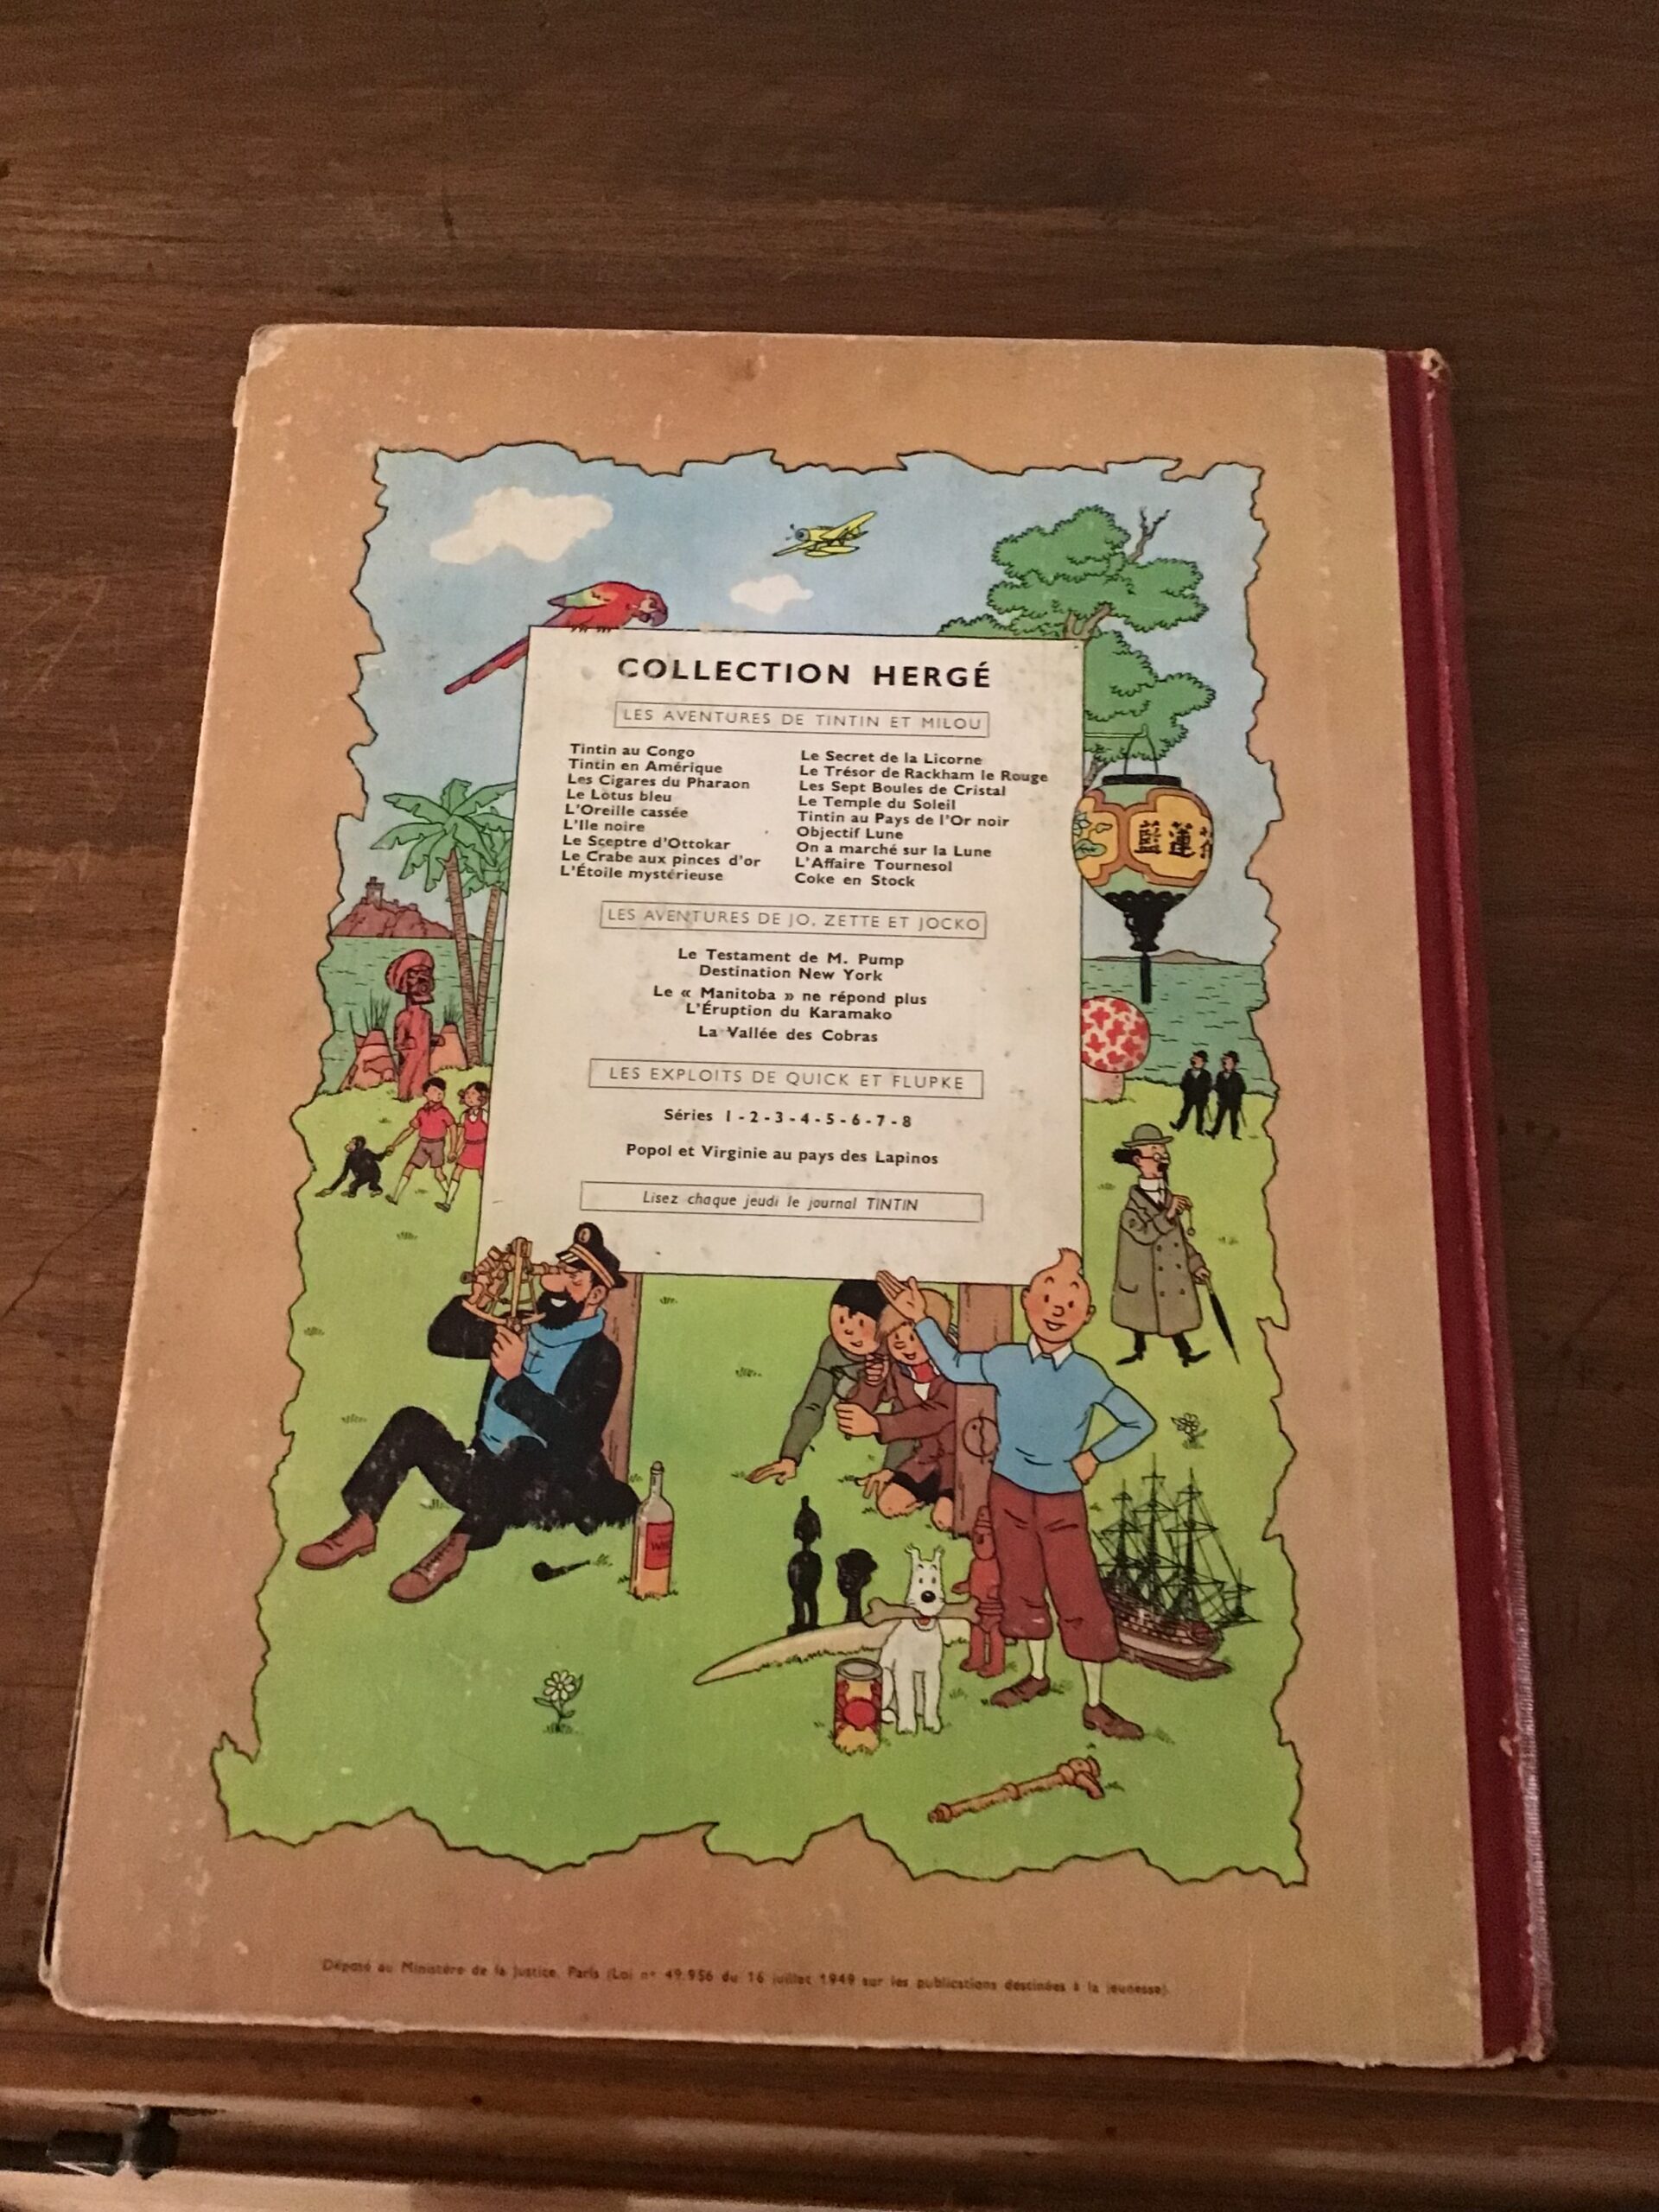 COLLECTION HERGÉ
LES AVENTURES DE TINTIN ET MILOU
Tintin au Congo
Tintin en Amérique
Les Cigares du Pharaon
Le Lotus bleu
L'Oreille cassée
L'Ile noire
Le Sceptre d'Ottokar
Le Crabe aux pinces d'or
L'Étoile mystérieuse
Le Secret de la Licorne
Le Trésor de Rackham le Rouge
Les Sept Boules de Cristal
Le Temple du Soleil
Tintin au Pays de l'Or noir
Objectif Lune
On a marché sur la Lune
L'Affaire Tournesol
Coke en Stock
LES AVENTURES DE JO, ZETTE ET JOCKO
Le Testament de M. Pump
Destination New York
Le « Manitoba » ne répond plus
L'Éruption du Karamako
La Vallée des Cobras
LES EXPLOITS DE QUICK ET FLUPKE
Séries 1 - 2 - 3 - 4 - 5 - 6 - 7 - 8
Popol et Virginie au pays des Lapinos
Lisez chaque jeudi le journal TINTIN
藍蓮
Déposé au Ministère de la Justice, Paris (Loi n° 49.956 du 16 juillet 1949 sur les publications destinées à la jeunesse).